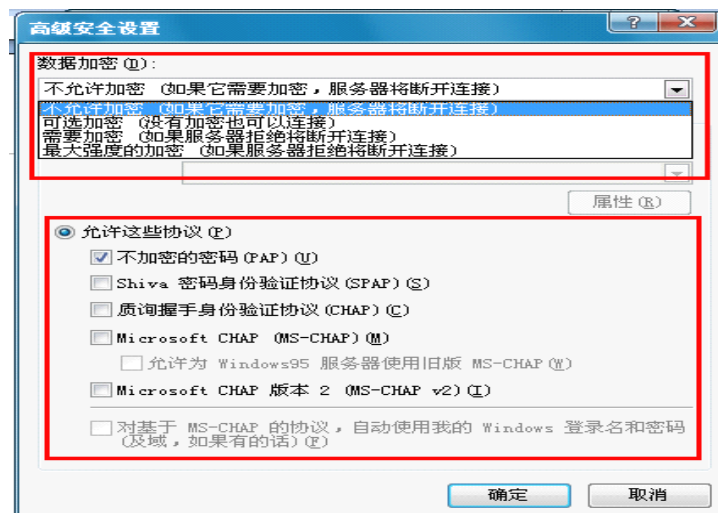 高级安全设置
数据加密(D):
不允许加密 (如果它需要加密，服务器将断开连接)
不允许加密 (如果它需要加密，服务器将断开连接)
可选加密 (没有加密也可以连接)
需要加密 (如果服务器拒绝将断开连接)
最大强度的加密 (如果服务器拒绝将断开连接)
属性(R)
允许这些协议(P)
不加密的密码(PAP)(U)
Shiva 密码身份验证协议(SPAP)(S)
质询握手身份验证协议(CHAP)(C)
Microsoft CHAP (MS-CHAP)(M)
允许为 Windows95 服务器使用旧版 MS-CHAP(W)
Microsoft CHAP 版本 2 (MS-CHAP v2)(I)
对基于 MS-CHAP 的协议，自动使用我的 Windows 登录名和密码
(及域，如果有的话)(F)
确定 取消